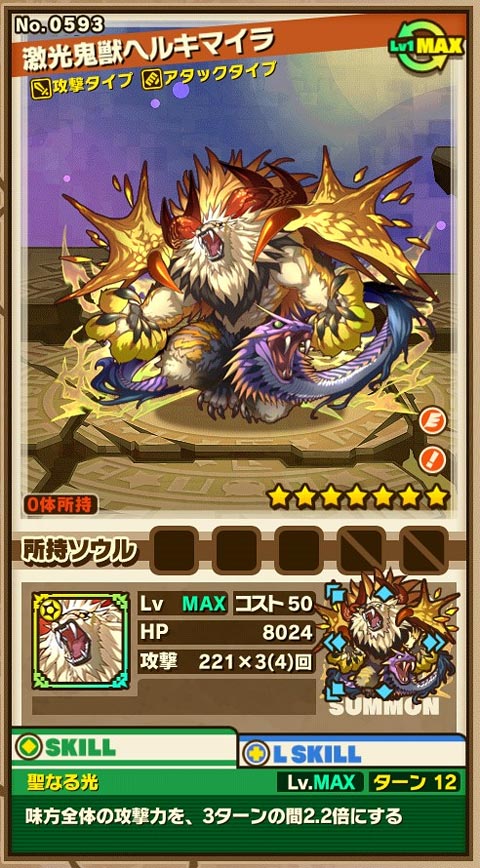 No.0593
激光鬼獣ヘルキマイラ
Lv1 MAX
攻撃タイプ アタックタイプ
0体所持
所持ソウル
Lv MAX コスト 50
HP 8024
攻撃 221×3(4)回
SUMMON
SKILL
L SKILL
聖なる光 Lv.MAX ターン 12
味方全体の攻撃力を、3ターンの間2.2倍にする